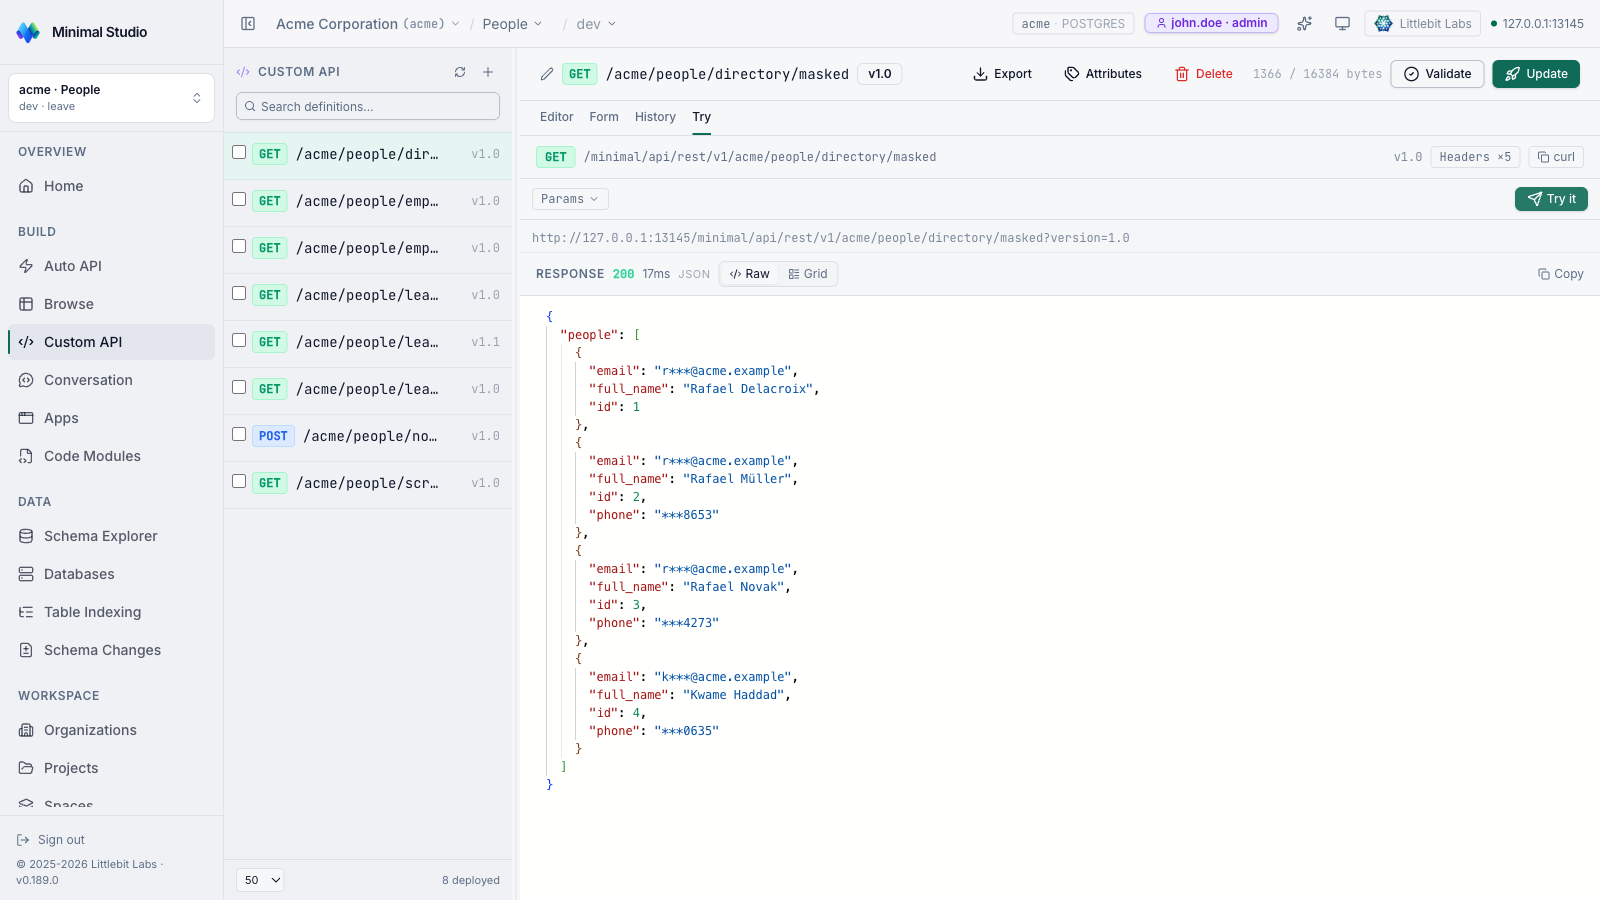 Minimal Studio
acme · People
dev · leave
OVERVIEW
Home
BUILD
Auto API
Browse
Custom API
Conversation
Apps
Code Modules
DATA
Schema Explorer
Databases
Table Indexing
Schema Changes
WORKSPACE
Organizations
Projects
Spaces
Sign out
© 2025-2026 Littlebit Labs ·
v0.189.0
Acme Corporation (acme) / People / dev
acme · POSTGRES
john.doe · admin
Littlebit Labs
127.0.0.1:13145
CUSTOM API
Search definitions…
GET /acme/people/dir… v1.0
GET /acme/people/emp… v1.0
GET /acme/people/emp… v1.0
GET /acme/people/lea… v1.0
GET /acme/people/lea… v1.1
GET /acme/people/lea… v1.0
POST /acme/people/no… v1.0
GET /acme/people/scr… v1.0
50
8 deployed
GET /acme/people/directory/masked v1.0
Export
Attributes
Delete
1366 / 16384 bytes
Validate
Update
Editor Form History Try
GET /minimal/api/rest/v1/acme/people/directory/masked
v1.0 Headers ×5 curl
Params
Try it
http://127.0.0.1:13145/minimal/api/rest/v1/acme/people/directory/masked?version=1.0
RESPONSE 200 17ms JSON Raw Grid
Copy
{
"people": [
{
"email": "r***@acme.example",
"full_name": "Rafael Delacroix",
"id": 1
},
{
"email": "r***@acme.example",
"full_name": "Rafael Müller",
"id": 2,
"phone": "***8653"
},
{
"email": "r***@acme.example",
"full_name": "Rafael Novak",
"id": 3,
"phone": "***4273"
},
{
"email": "k***@acme.example",
"full_name": "Kwame Haddad",
"id": 4,
"phone": "***0635"
}
]
}